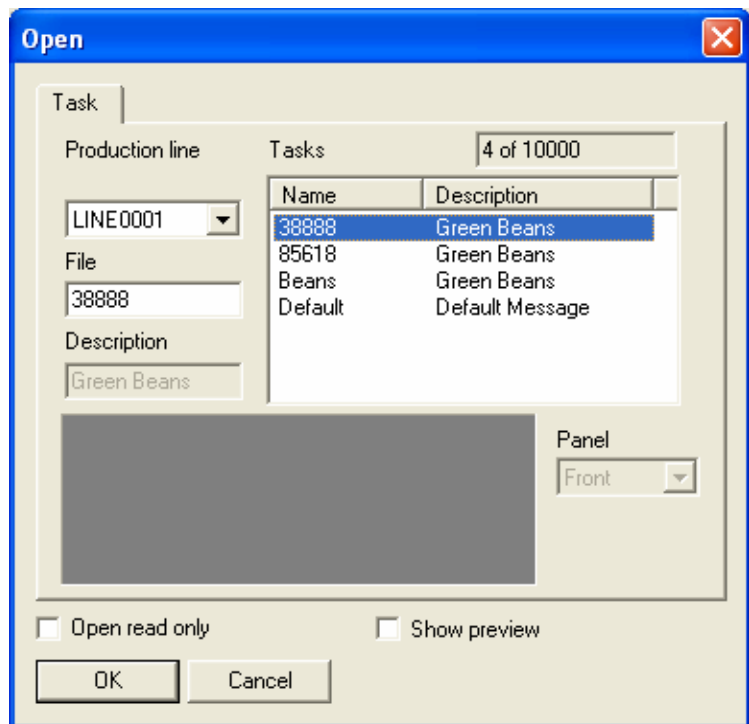 Open
Task
Production line
Tasks
4 of 10000
LINE0001
Name Description
38888 Green Beans
85618 Green Beans
Beans Green Beans
Default Default Message
File
38888
Description
Green Beans
Panel
Front
Open read only
Show preview
OK
Cancel